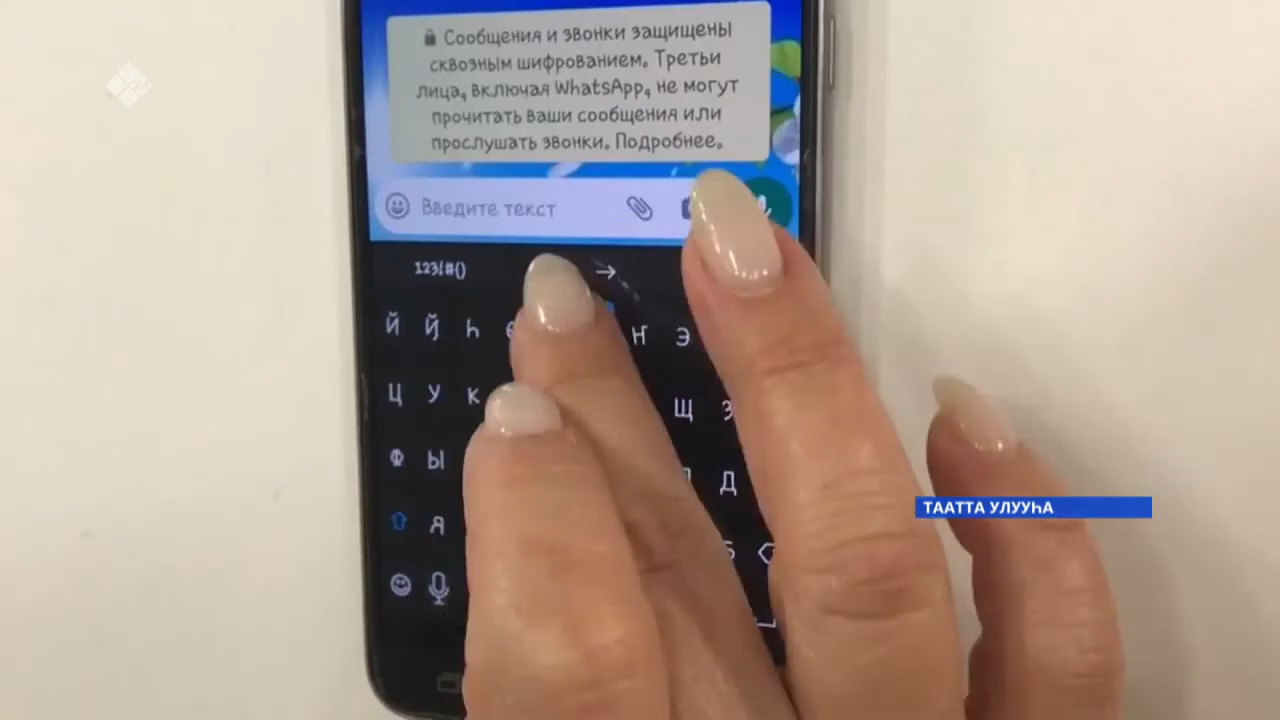 Сообщения и звонки защищены
сквозным шифрованием. Третьи
лица, включая WhatsApp, не могут
прочитать ваши сообщения или
прослушать звонки. Подробнее.
Введите текст
123!#()
Й Ҋ Һ Ҥ Э
Ц У К Щ З
Ф Ы Д
Я
ТААТТА УЛУУҺА